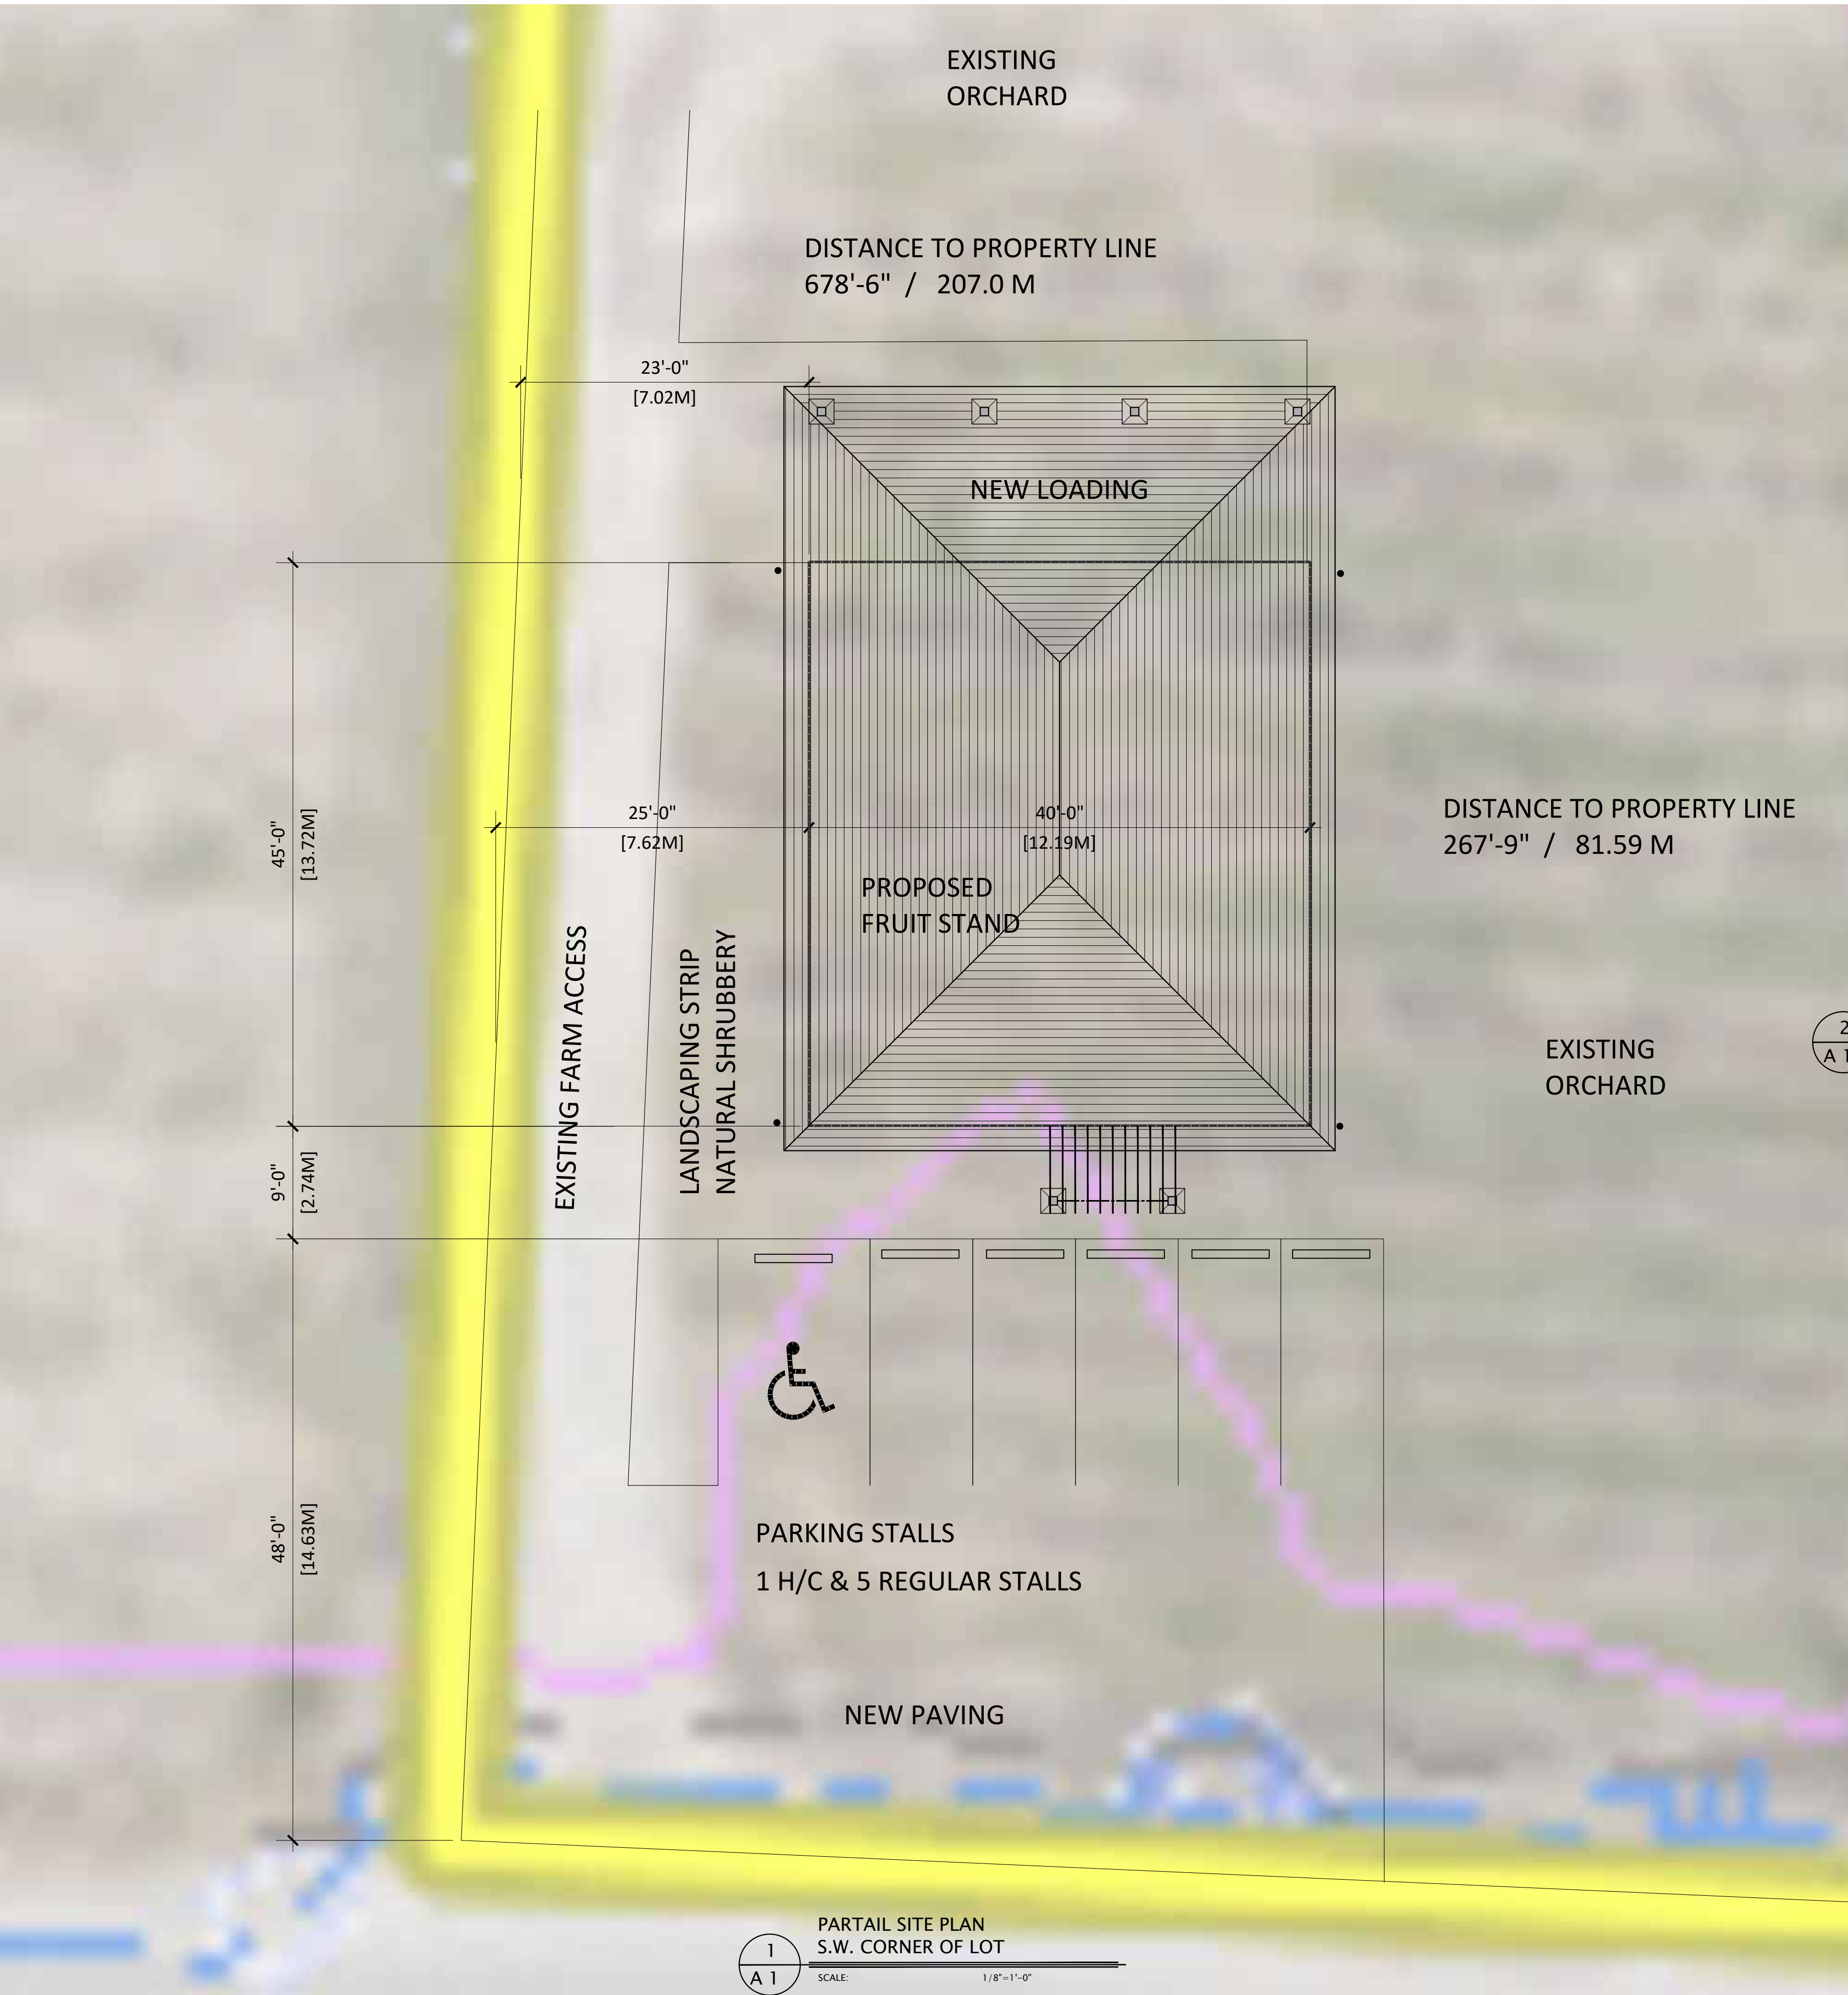 EXISTING
ORCHARD
DISTANCE TO PROPERTY LINE
678'-6" / 207.0 M
23'-0"
[7.02M]
NEW LOADING
45'-0"
[13.72M]
25'-0"
[7.62M]
40'-0"
[12.19M]
DISTANCE TO PROPERTY LINE
267'-9" / 81.59 M
PROPOSED
FRUIT STAND
EXISTING FARM ACCESS
LANDSCAPING STRIP
NATURAL SHRUBBERY
EXISTING
ORCHARD
2
A 1
9'-0"
[2.74M]
48'-0"
[14.63M]
PARKING STALLS
1 H/C & 5 REGULAR STALLS
NEW PAVING
1
A 1
PARTAIL SITE PLAN
S.W. CORNER OF LOT
SCALE: 1/8"=1'-0"